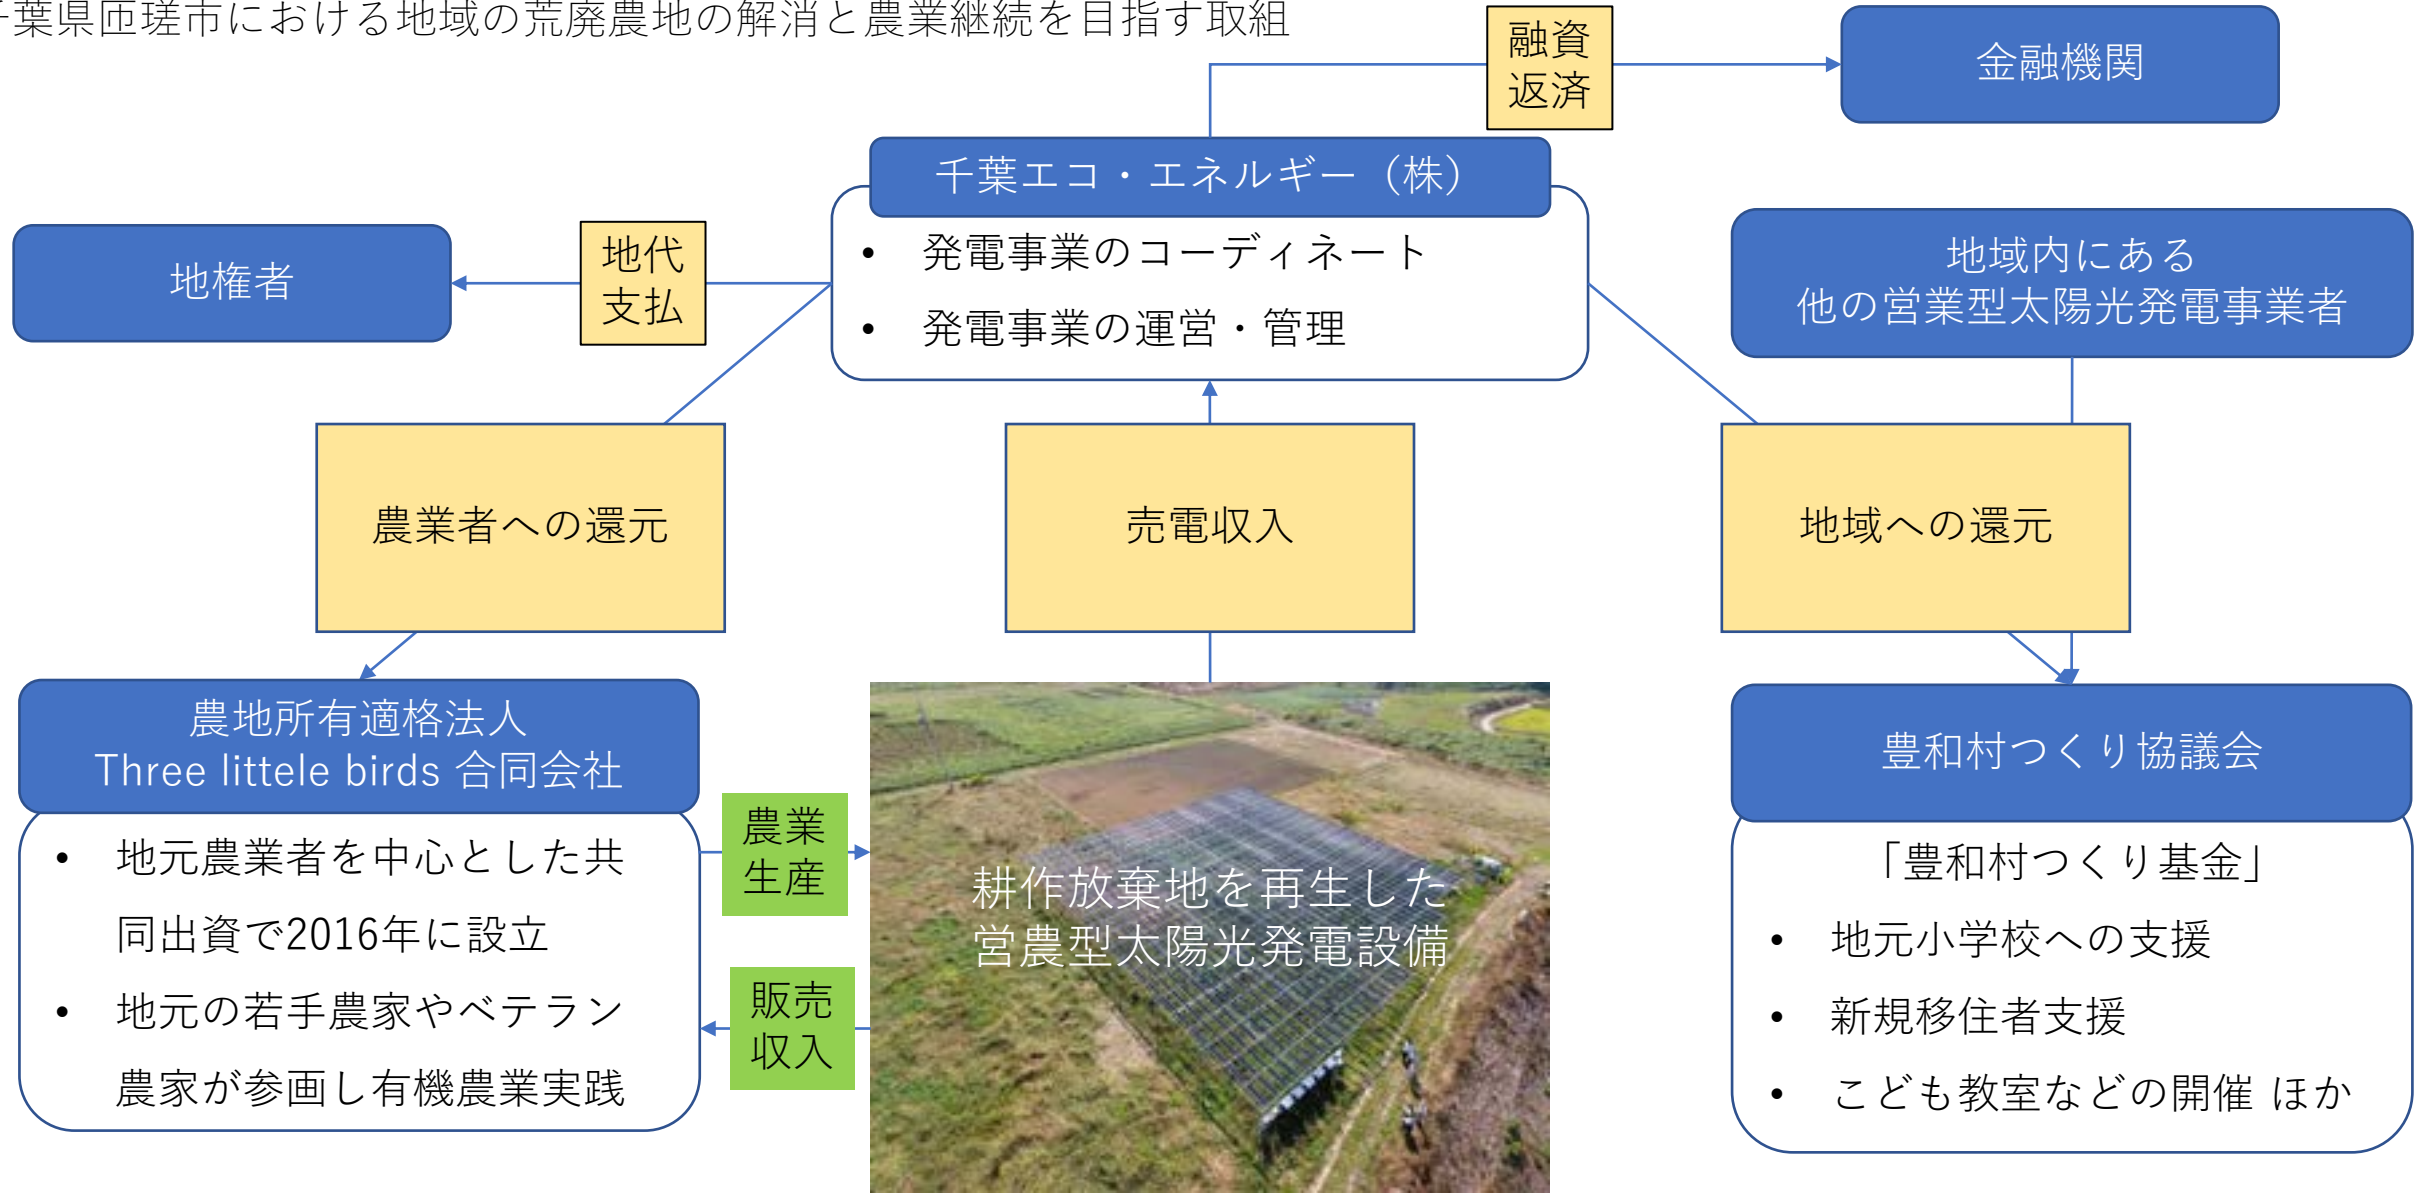 千葉県匝瑳市における地域の荒廃農地の解消と農業継続を目指す取組
融資
返済
金融機関
千葉エコ・エネルギー（株）
• 発電事業のコーディネート
• 発電事業の運営・管理
地権者
地代
支払
地域内にある
他の営業型太陽光発電事業者
農業者への還元
売電収入
地域への還元
農地所有適格法人
Three littele birds 合同会社
• 地元農業者を中心とした共
同出資で2016年に設立
• 地元の若手農家やベテラン
農家が参画し有機農業実践
農業
生産
販売
収入
耕作放棄地を再生した
営農型太陽光発電設備
豊和村つくり協議会
「豊和村つくり基金」
• 地元小学校への支援
• 新規移住者支援
• こども教室などの開催 ほか